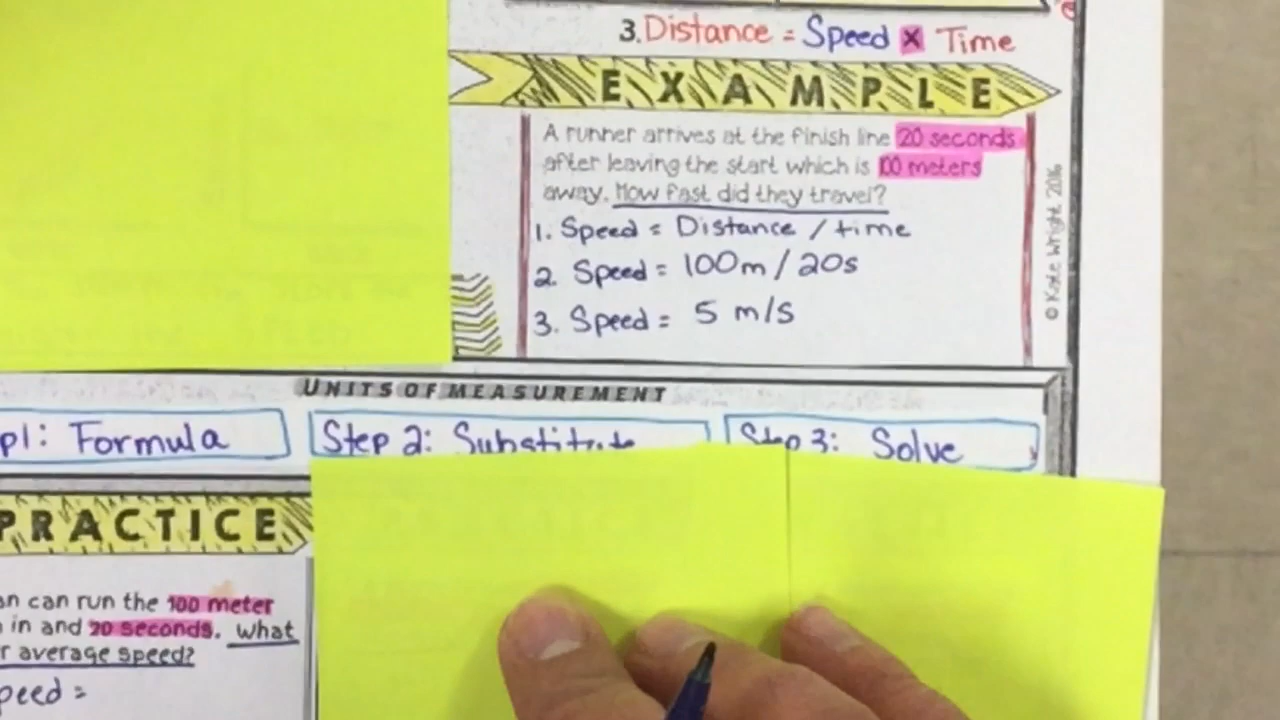 3. Distance = Speed x Time
EXAMPLE
A runner arrives at the finish line 20 seconds
after leaving the start which is 100 meters
away. How fast did they travel?
1. Speed = Distance / time
2. Speed = 100m / 20s
3. Speed = 5 m/s
© Kate Wright 2016
UNITS OF MEASUREMENT
p1: Formula
Step 2: Substitute
Step 3: Solve
PRACTICE
an can run the 100 meter
in and 20 seconds. What
r average speed?
peed =